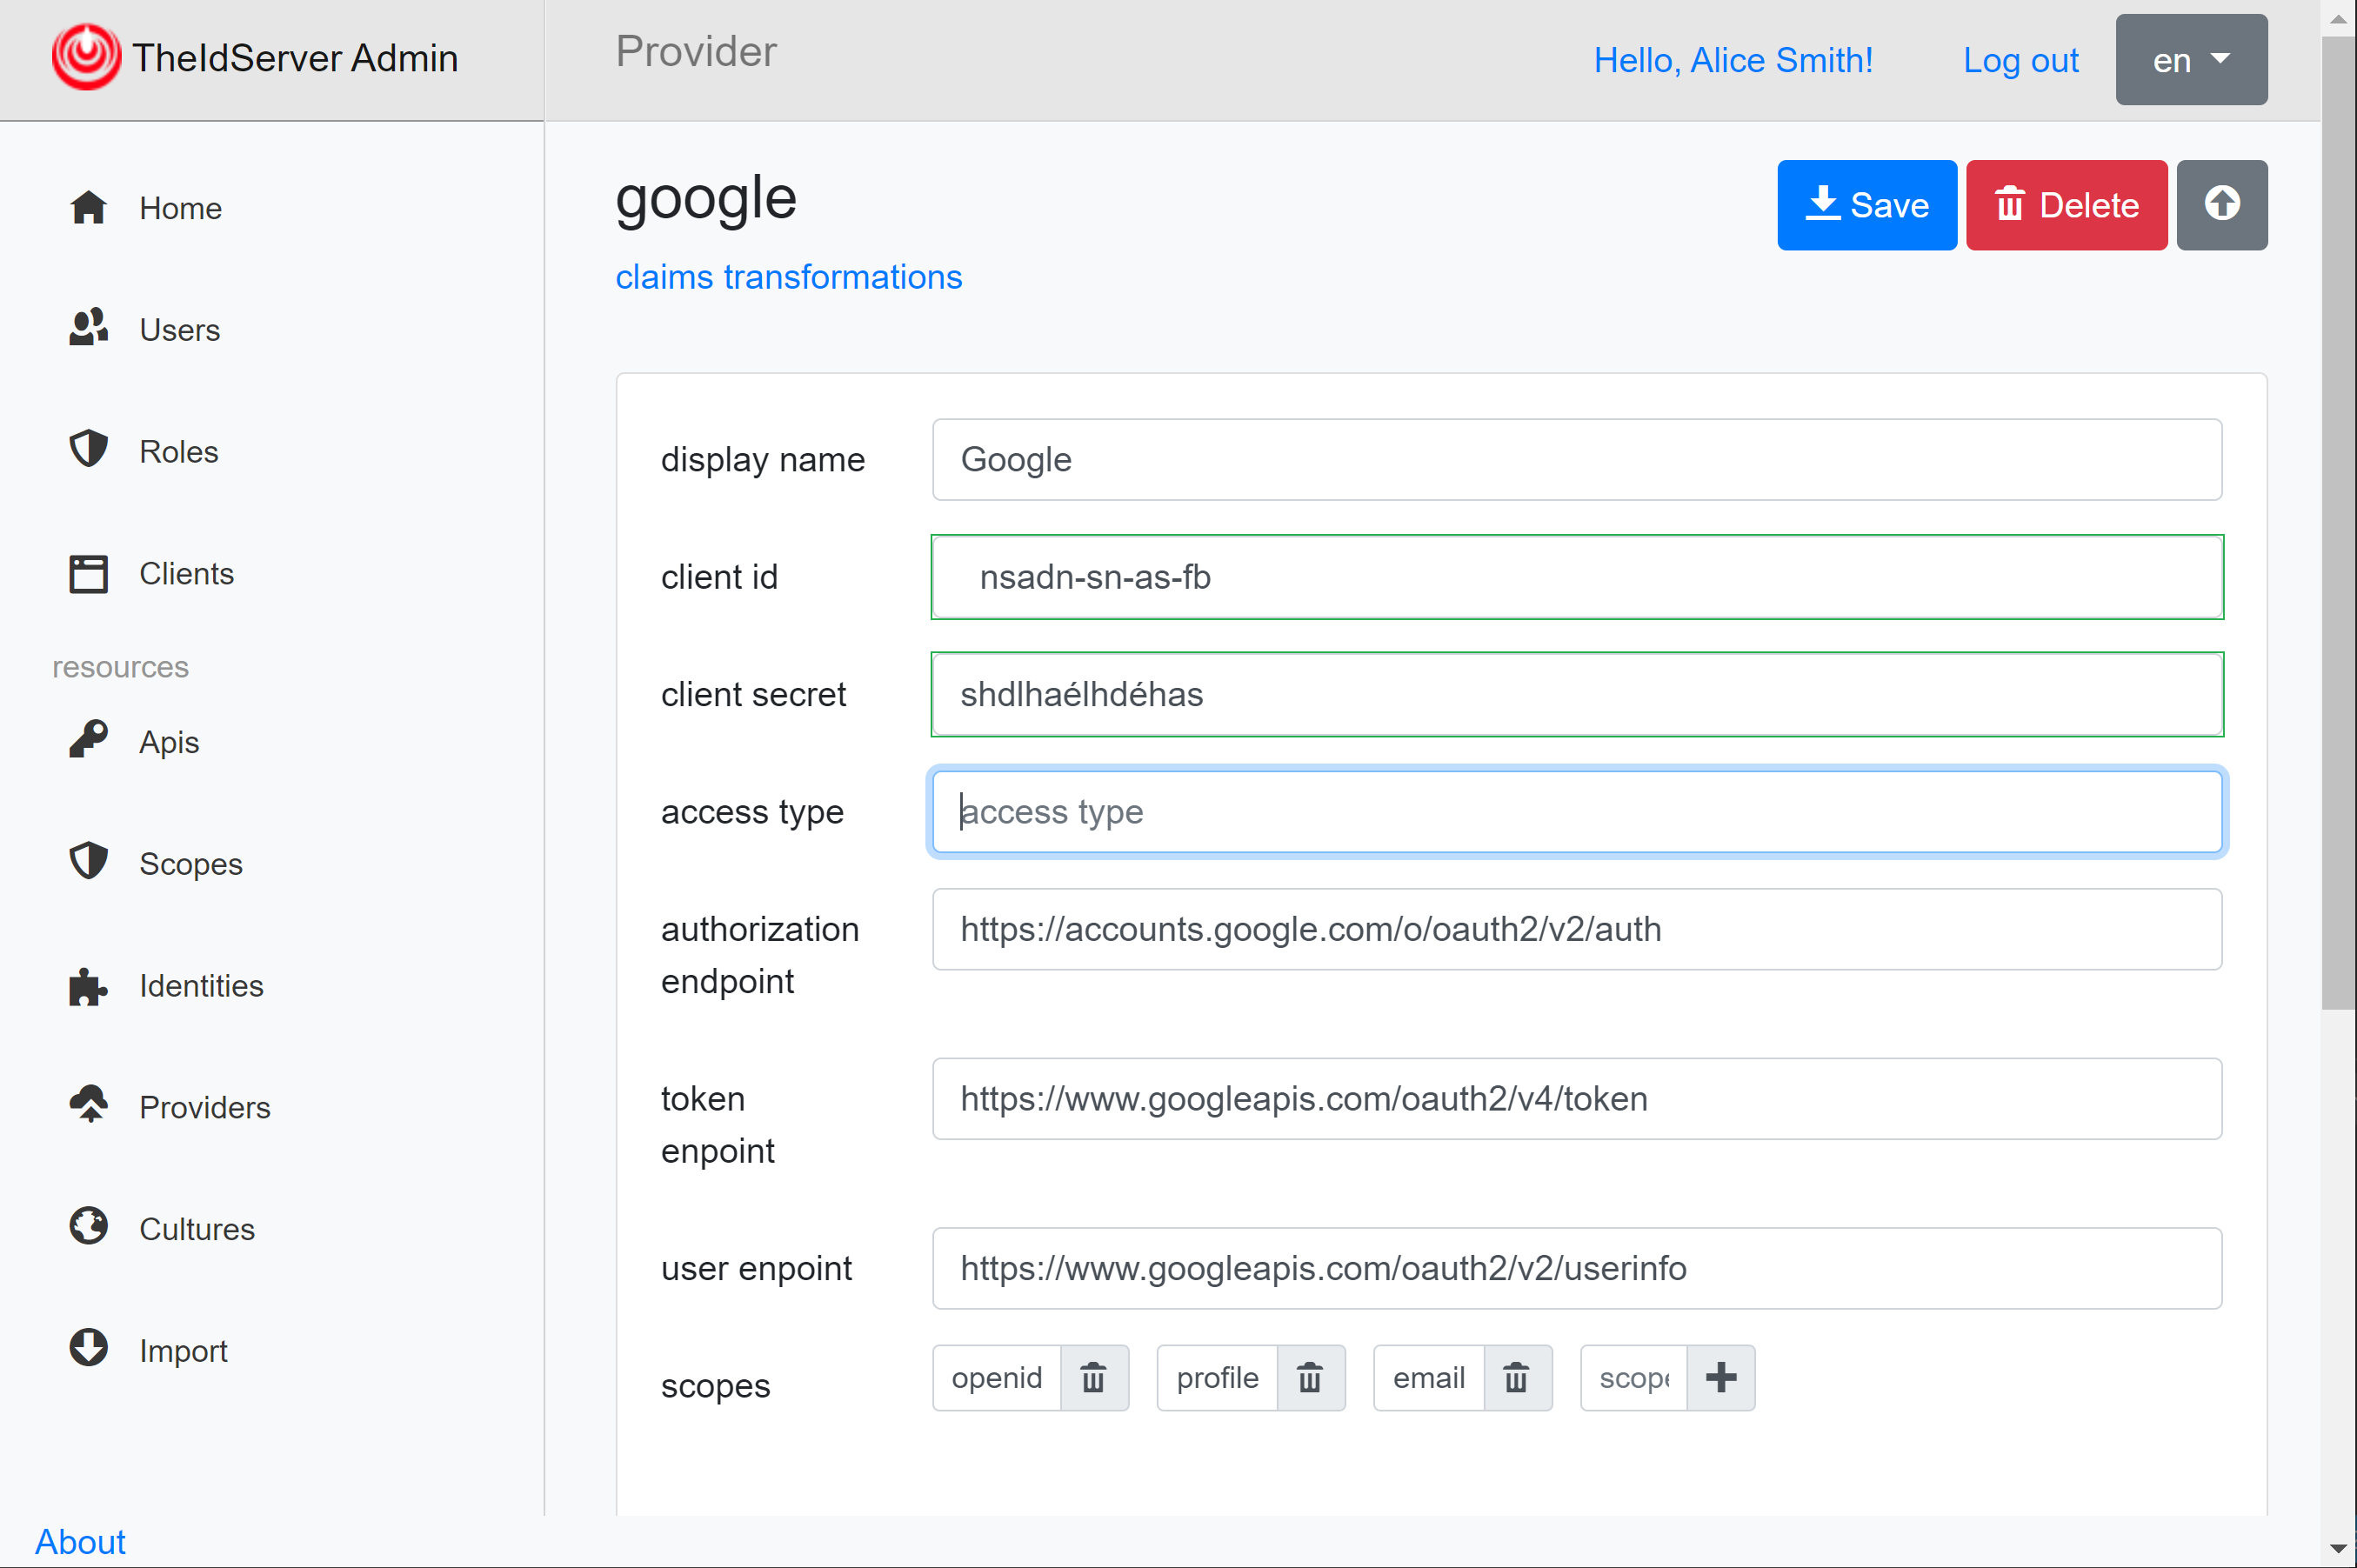 TheIdServer Admin
Provider
Hello, Alice Smith!
Log out
en
Home
Users
Roles
Clients
resources
Apis
Scopes
Identities
Providers
Cultures
Import
About
google
Save
Delete
claims transformations
display name
Google
client id
nsadn-sn-as-fb
client secret
shdlhaélhdéhas
access type
access type
authorization
endpoint
https://accounts.google.com/o/oauth2/v2/auth
token
enpoint
https://www.googleapis.com/oauth2/v4/token
user enpoint
https://www.googleapis.com/oauth2/v2/userinfo
scopes
openid
profile
email
scope